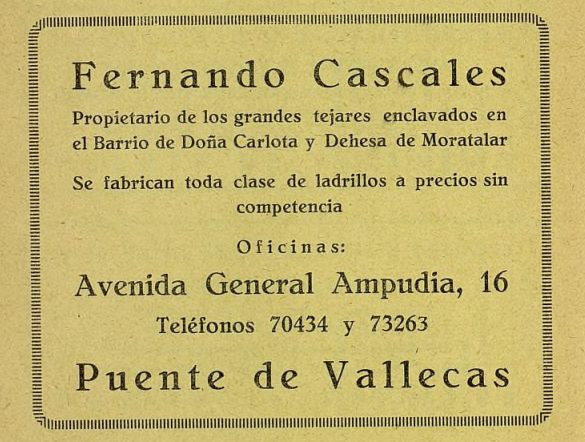 Fernando Cascales
Propietario de los grandes tejares enclavados en
el Barrio de Doña Carlota y Dehesa de Moratalar
Se fabrican toda clase de ladrillos a precios sin
competencia
Oficinas:
Avenida General Ampudia, 16
Teléfonos 70434 y 73263
Puente de Vallecas